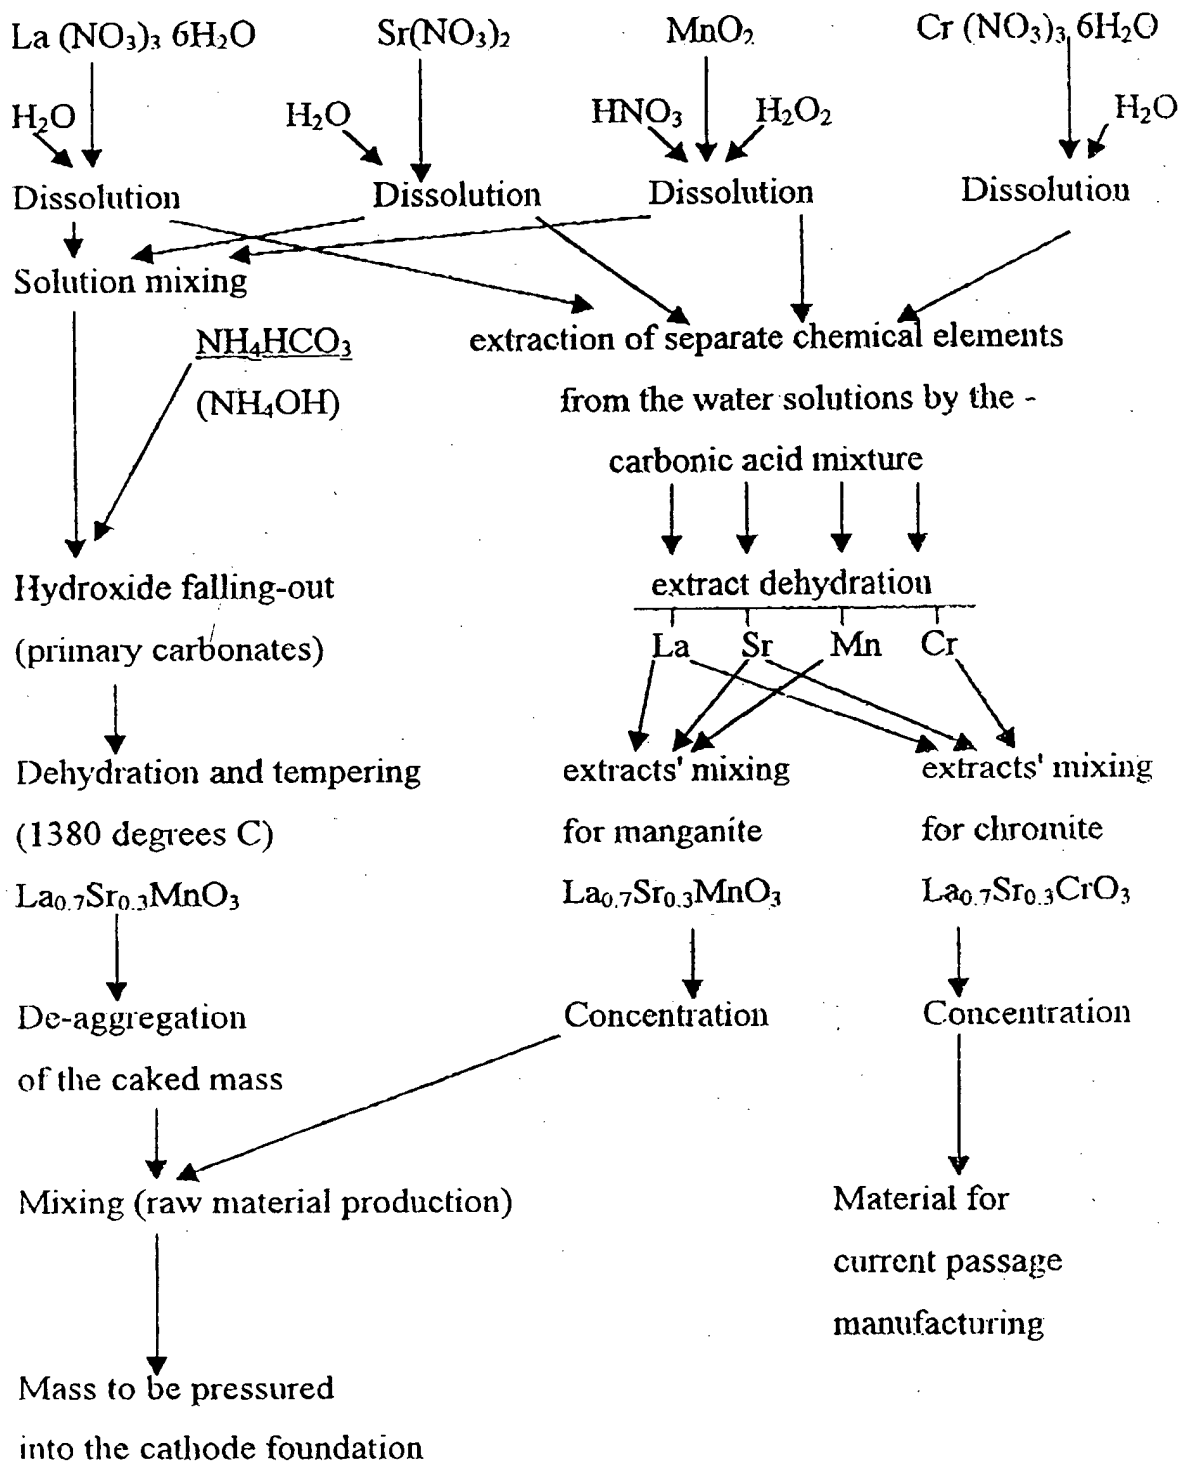 La (NO₃)₃ 6H₂O Sr(NO₃)₂ MnO₂ Cr (NO₃)₃ 6H₂O
H₂O H₂O HNO₃ H₂O₂ H₂O
Dissolution Dissolution Dissolution Dissolution
Solution mixing
NH₄HCO₃
(NH₄OH)
extraction of separate chemical elements
from the water solutions by the -
carbonic acid mixture
Hydroxide falling-out
(primary carbonates)
extract dehydration
La Sr Mn Cr
Dehydration and tempering
(1380 degrees C)
La₀.₇Sr₀.₃MnO₃
extracts' mixing
for manganite
La₀.₇Sr₀.₃MnO₃
extracts' mixing
for chromite
La₀.₇Sr₀.₃CrO₃
De-aggregation
of the caked mass
Concentration
Concentration
Mixing (raw material production)
Material for
current passage
manufacturing
Mass to be pressured
into the cathode foundation